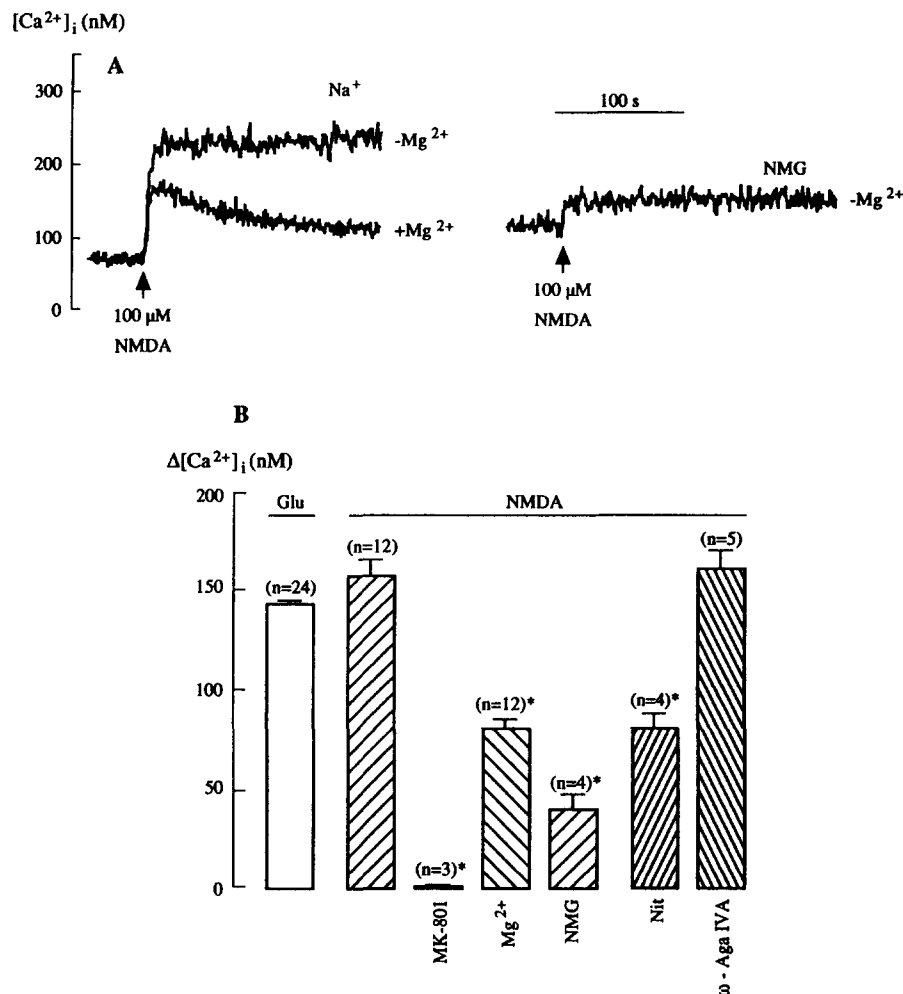 [Ca²⁺]ᵢ (nM)
A
Na⁺
100 s
300
-Mg²⁺
200
NMG
-Mg²⁺
100
+Mg²⁺
0
100 µM
NMDA
100 µM
NMDA
B
Δ[Ca²⁺]ᵢ (nM)
200
Glu
NMDA
(n=12)
(n=5)
150
(n=24)
100
(n=12)*
(n=4)*
50
(n=4)*
(n=3)*
0
MK-801
Mg²⁺
NMG
Nit
ω - Aga IVA